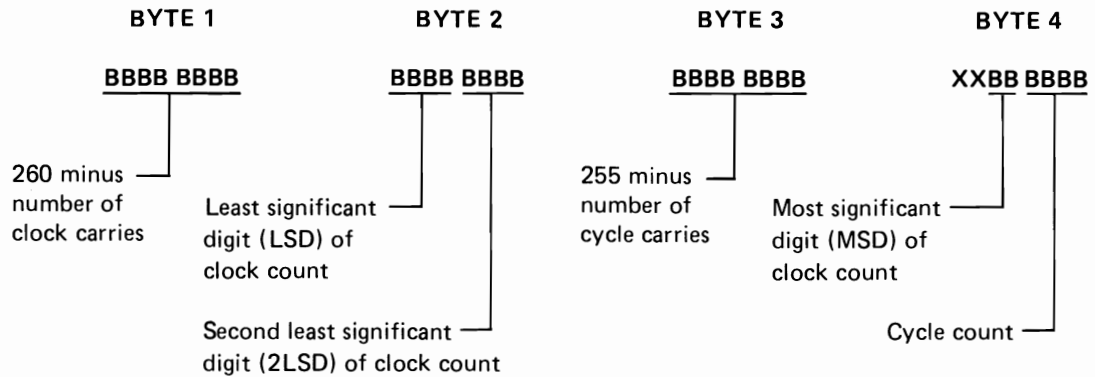 BYTE 1 BYTE 2 BYTE 3 BYTE 4
BBBB BBBB BBBB BBBB BBBB BBBB XXBB BBBB
260 minus
number of
clock carries
Least significant
digit (LSD) of
clock count
Second least significant
digit (2LSD) of clock count
255 minus
number of
cycle carries
Most significant
digit (MSD) of
clock count
Cycle count